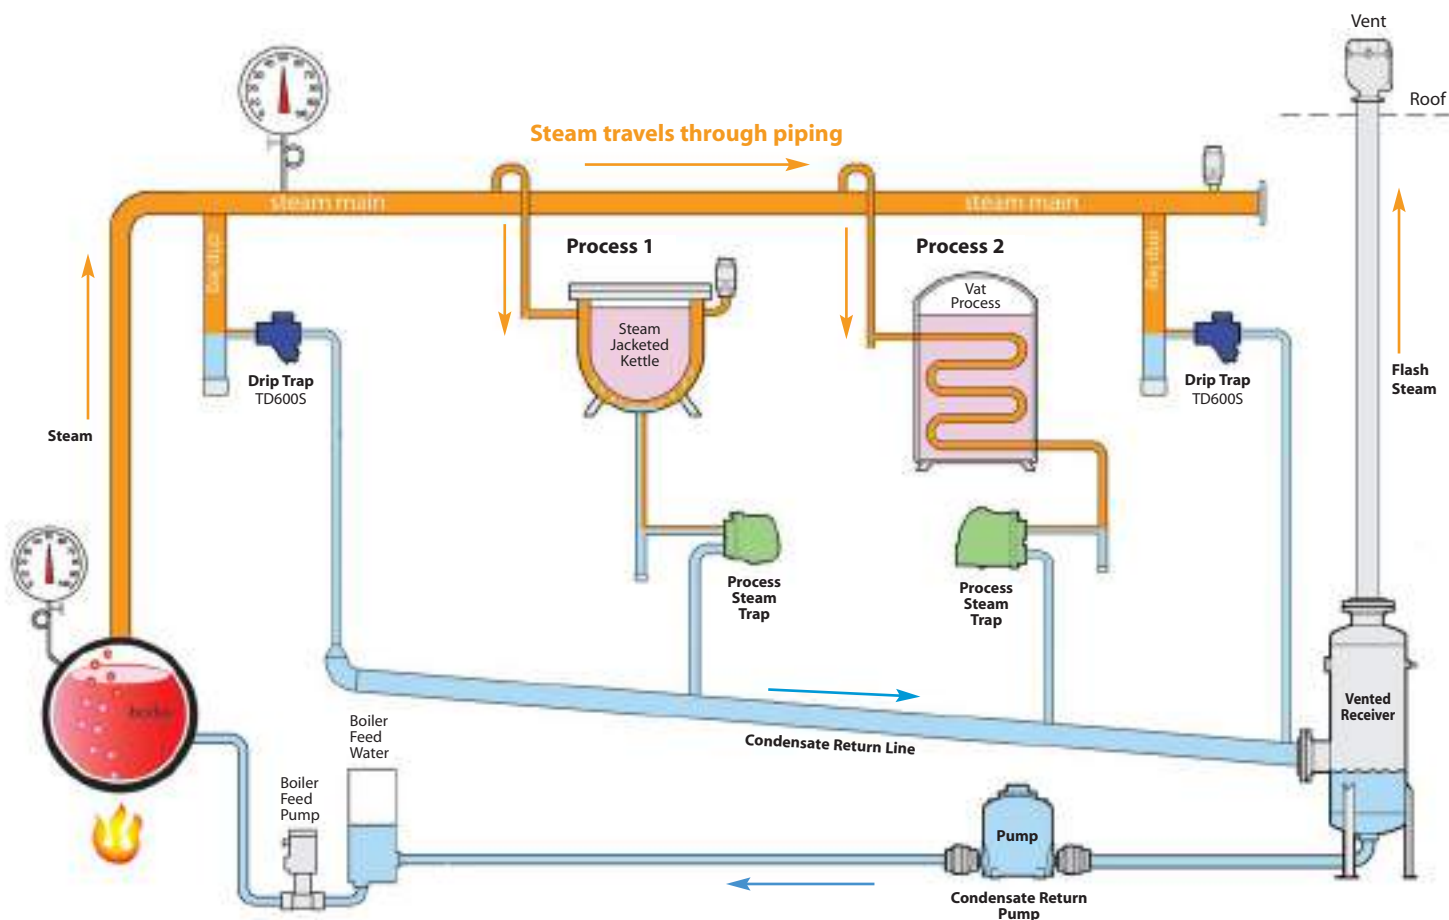 Vent
Roof
Steam travels through piping
steam main
steam main
drip leg
drip leg
Process 1
Process 2
Vat
Process
Steam
Jacketed
Kettle
Drip Trap
TD600S
Drip Trap
TD600S
Flash
Steam
Steam
Process
Steam
Trap
Process
Steam
Trap
boiler
Vented
Receiver
Condensate Return Line
Boiler
Feed
Water
Boiler
Feed
Pump
Pump
Condensate Return
Pump